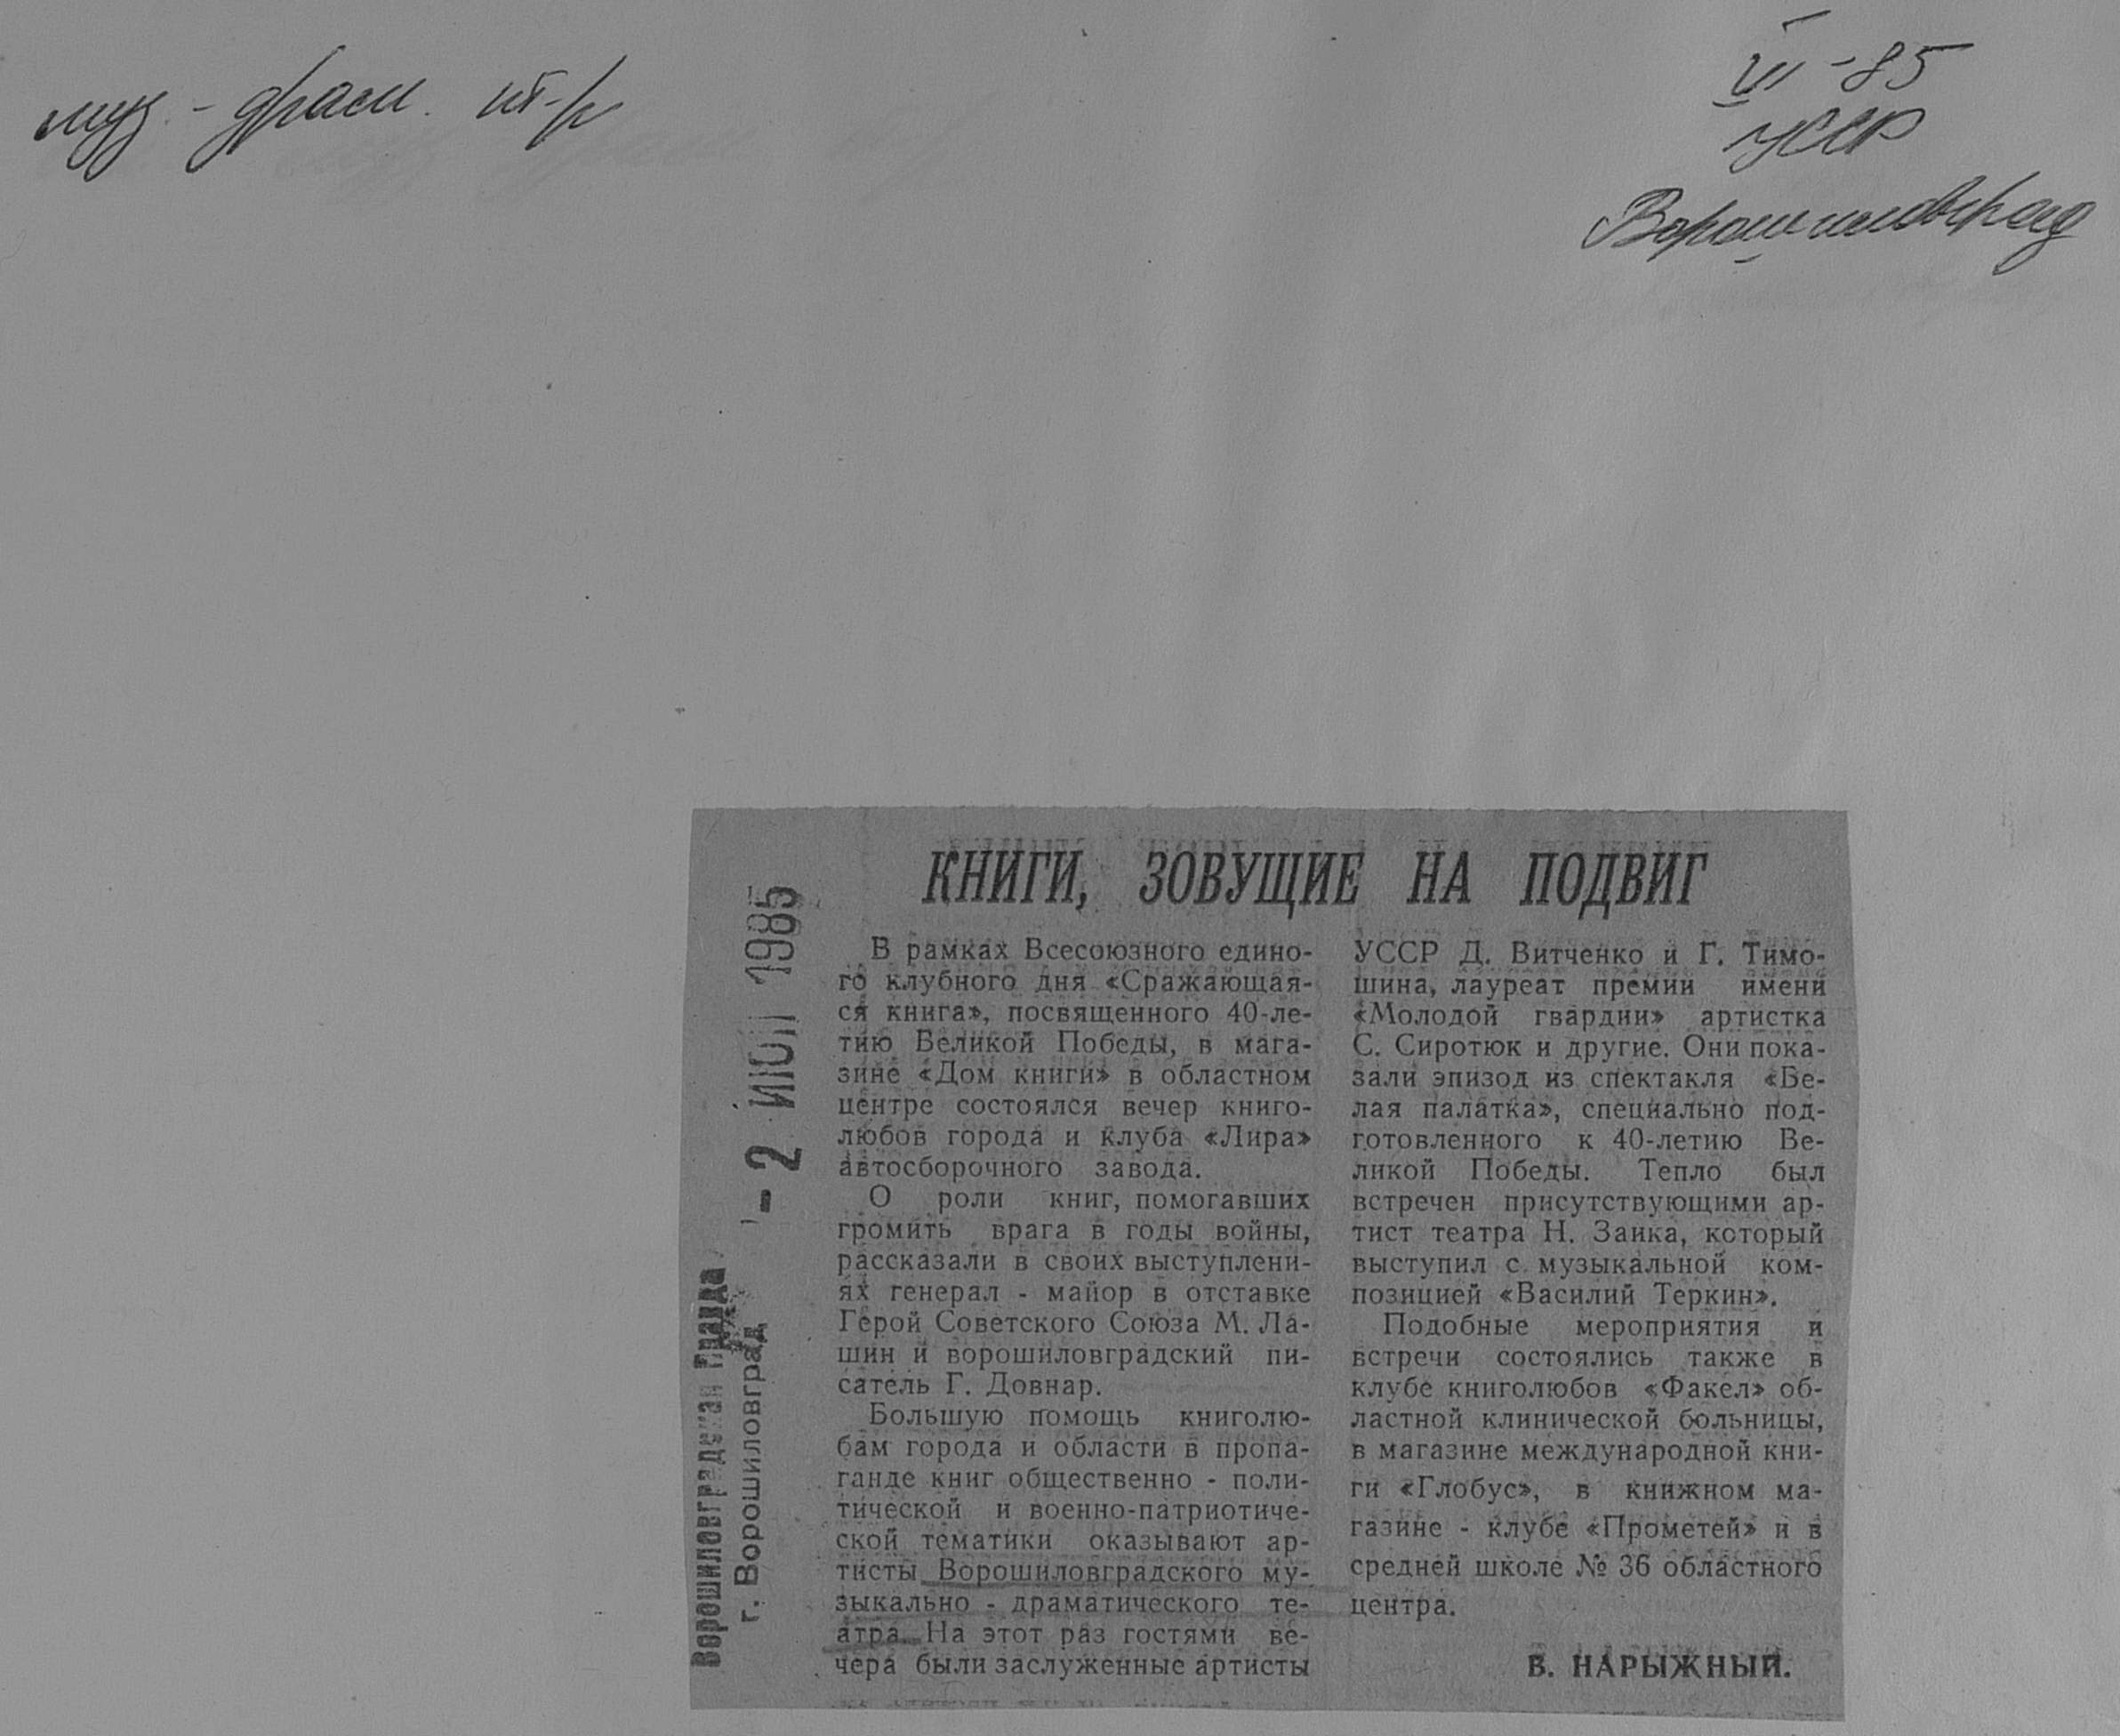 муз - драм. т-р
VI - 85
УССР
Ворошиловград
Ворошиловградская Правда
г. Ворошиловград
- 2 ИЮН 1985
КНИГИ, ЗОВУЩИЕ НА ПОДВИГ
В рамках Всесоюзного едино-
го клубного дня «Сражающая-
ся книга», посвященного 40-ле-
тию Великой Победы, в мага-
зине «Дом книги» в областном
центре состоялся вечер книго-
любов города и клуба «Лира»
автосборочного завода.
О роли книг, помогавших
громить врага в годы войны,
рассказали в своих выступлени-
ях генерал - майор в отставке
Герой Советского Союза М. Ла-
шин и ворошиловградский пи-
сатель Г. Довнар.
Большую помощь книголю-
бам города и области в пропа-
ганде книг общественно - поли-
тической и военно-патриотиче-
ской тематики оказывают ар-
тисты Ворошиловградского му-
зыкально - драматического те-
атра. На этот раз гостями ве-
чера были заслуженные артисты
УССР Д. Витченко и Г. Тимо-
шина, лауреат премии имени
«Молодой гвардии» артистка
С. Сиротюк и другие. Они пока-
зали эпизод из спектакля «Бе-
лая палатка», специально под-
готовленного к 40-летию Ве-
ликой Победы. Тепло был
встречен присутствующими ар-
тист театра Н. Заика, который
выступил с музыкальной ком-
позицией «Василий Теркин».
Подобные мероприятия и
встречи состоялись также в
клубе книголюбов «Факел» об-
ластной клинической больницы,
в магазине международной кни-
ги «Глобус», в книжном ма-
газине - клубе «Прометей» и в
средней школе № 36 областного
центра.
В. НАРЫЖНЫЙ.